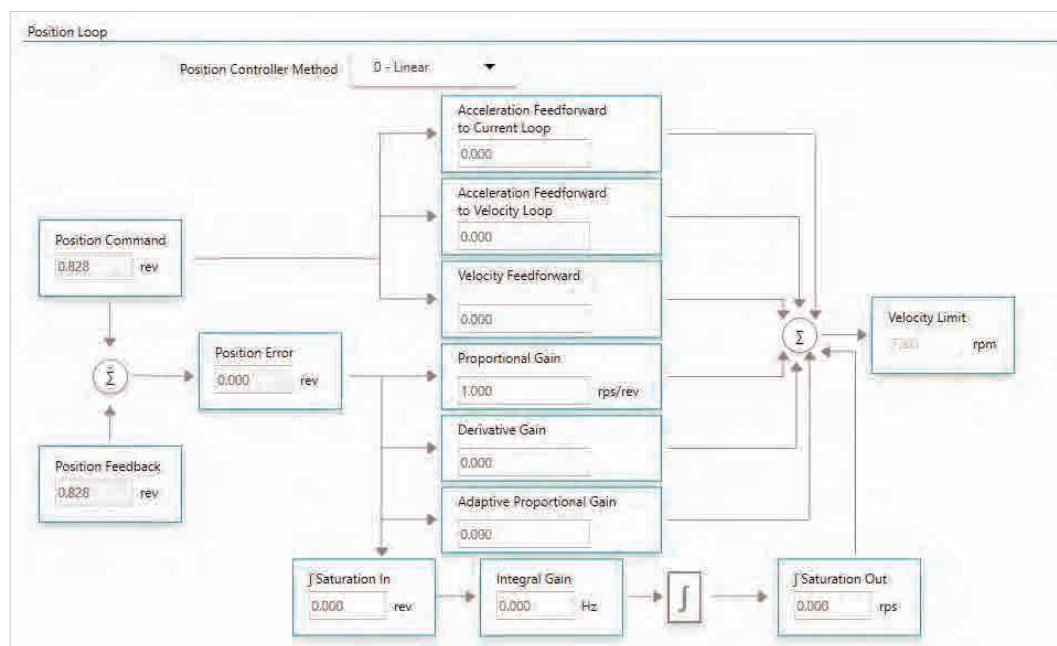 Position Loop
Position Controller Method 0 - Linear
Acceleration Feedforward
to Current Loop
0.000
Acceleration Feedforward
to Velocity Loop
0.000
Position Command
0.828 rev
Velocity Feedforward
0.000
Velocity Limit
rpm
Σ
Position Error
0.000 rev
Proportional Gain
1.000 rps/rev
Σ
Derivative Gain
0.000
Position Feedback
0.828 rev
Adaptive Proportional Gain
0.000
∫Saturation In
0.000 rev
Integral Gain
0.000 Hz
∫
∫Saturation Out
0.000 rps